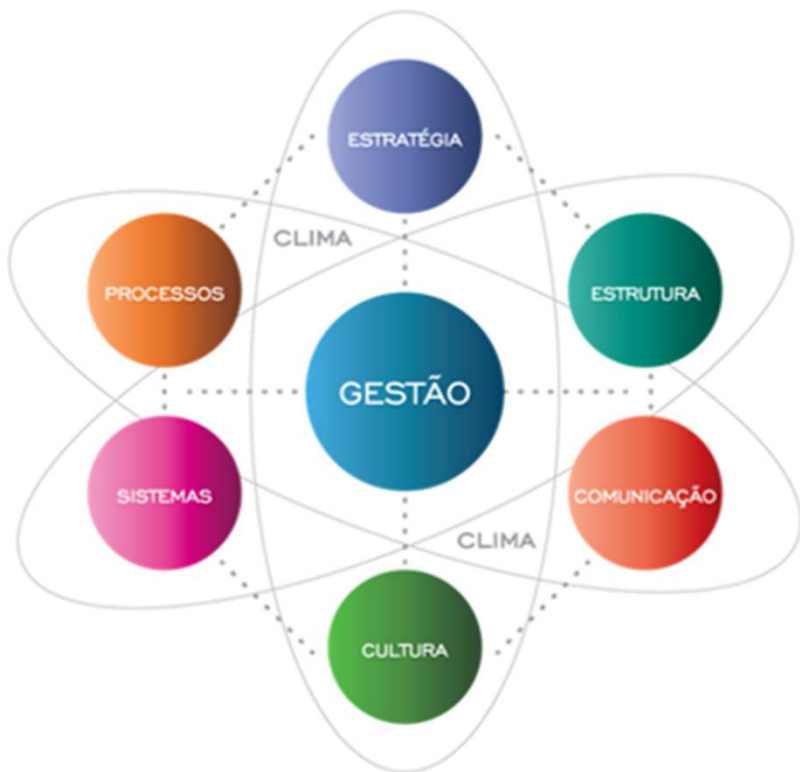 ESTRATÉGIA
CLIMA
PROCESSOS
ESTRUTURA
GESTÃO
SISTEMAS
COMUNICAÇÃO
CLIMA
CULTURA